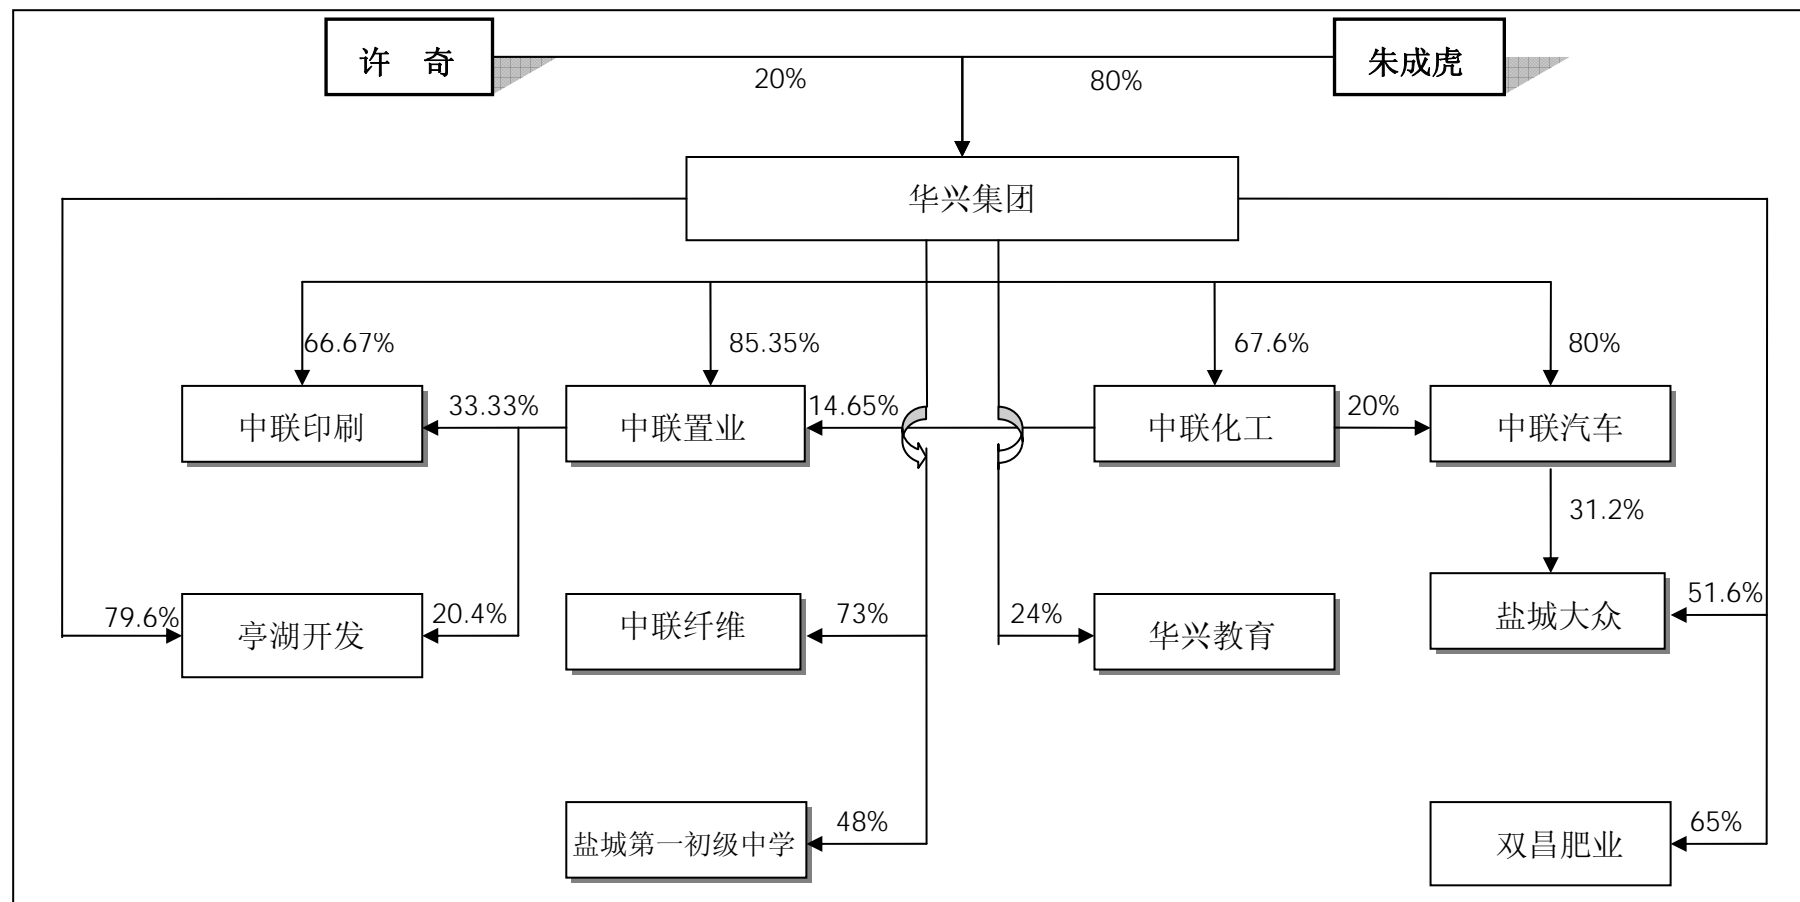 许 奇
朱成虎
20%
80%
华兴集团
66.67%
85.35%
67.6%
80%
中联印刷
33.33%
中联置业
14.65%
中联化工
20%
中联汽车
31.2%
79.6%
亭湖开发
20.4%
中联纤维
73%
24%
华兴教育
盐城大众
51.6%
盐城第一初级中学
48%
双昌肥业
65%